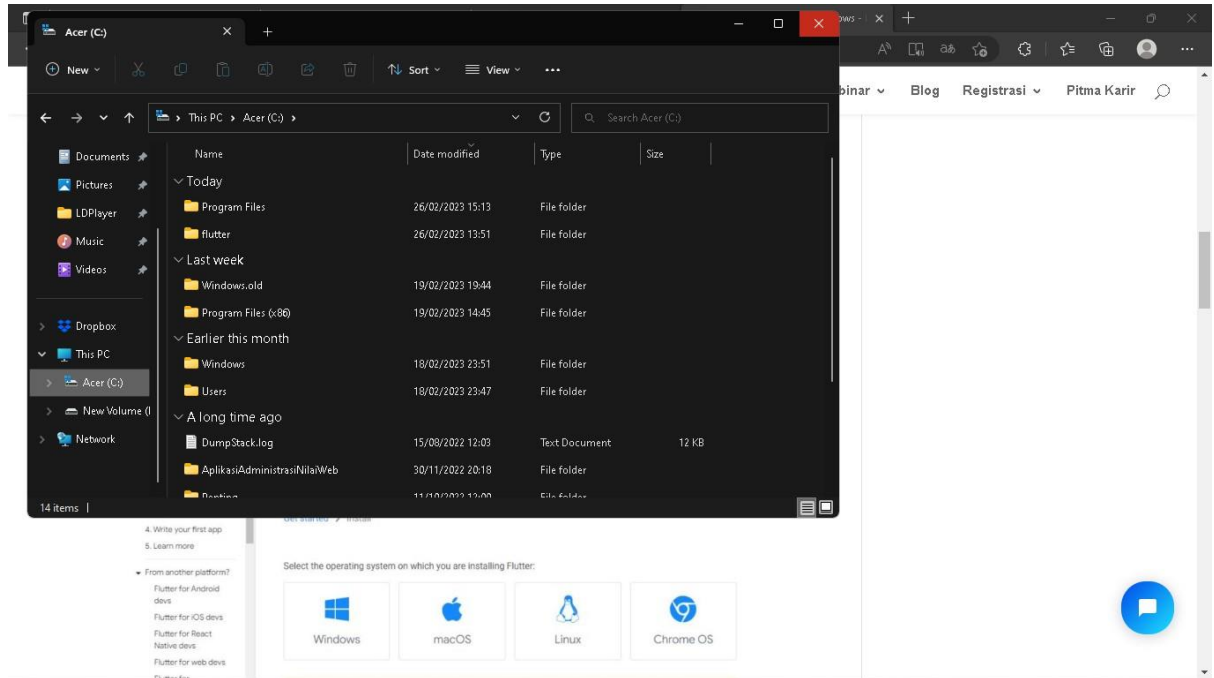 Acer (C:)
ows -
New
Sort
View
binar
Blog
Registrasi
Pitma Karir
This PC > Acer (C:) >
Search Acer (C:)
Documents
Pictures
LDPlayer
Music
Videos
Dropbox
This PC
Acer (C:)
New Volume (
Network
Name Date modified Type Size
Today
Program Files 26/02/2023 15:13 File folder
flutter 26/02/2023 13:51 File folder
Last week
Windows.old 19/02/2023 19:44 File folder
Program Files (x86) 19/02/2023 14:45 File folder
Earlier this month
Windows 18/02/2023 23:51 File folder
Users 18/02/2023 23:47 File folder
A long time ago
DumpStack.log 15/08/2022 12:03 Text Document 12 KB
AplikasiAdministrasiNilaiWeb 30/11/2022 20:18 File folder
14 items
4. Write your first app
5. Learn more
From another platform?
Flutter for Android
devs
Flutter for iOS devs
Flutter for React
Native devs
Flutter for web devs
Select the operating system on which you are installing Flutter:
Windows
macOS
Linux
Chrome OS